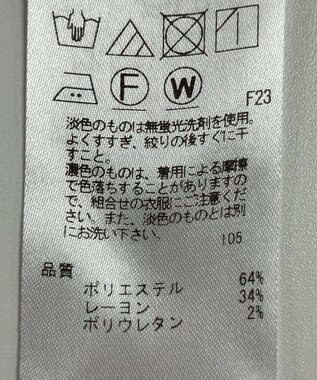 F W
F23
淡色のものは無蛍光洗剤を使用。
よくすすぎ、絞りの後すぐに干
すこと。
濃色のものは、着用による摩擦
で色落ちすることがありますの
で、組合せの衣服にご注意くだ
さい。また、淡色のものとは別
にお洗い下さい。
105
品質
ポリエステル 64%
レーヨン 34%
ポリウレタン 2%